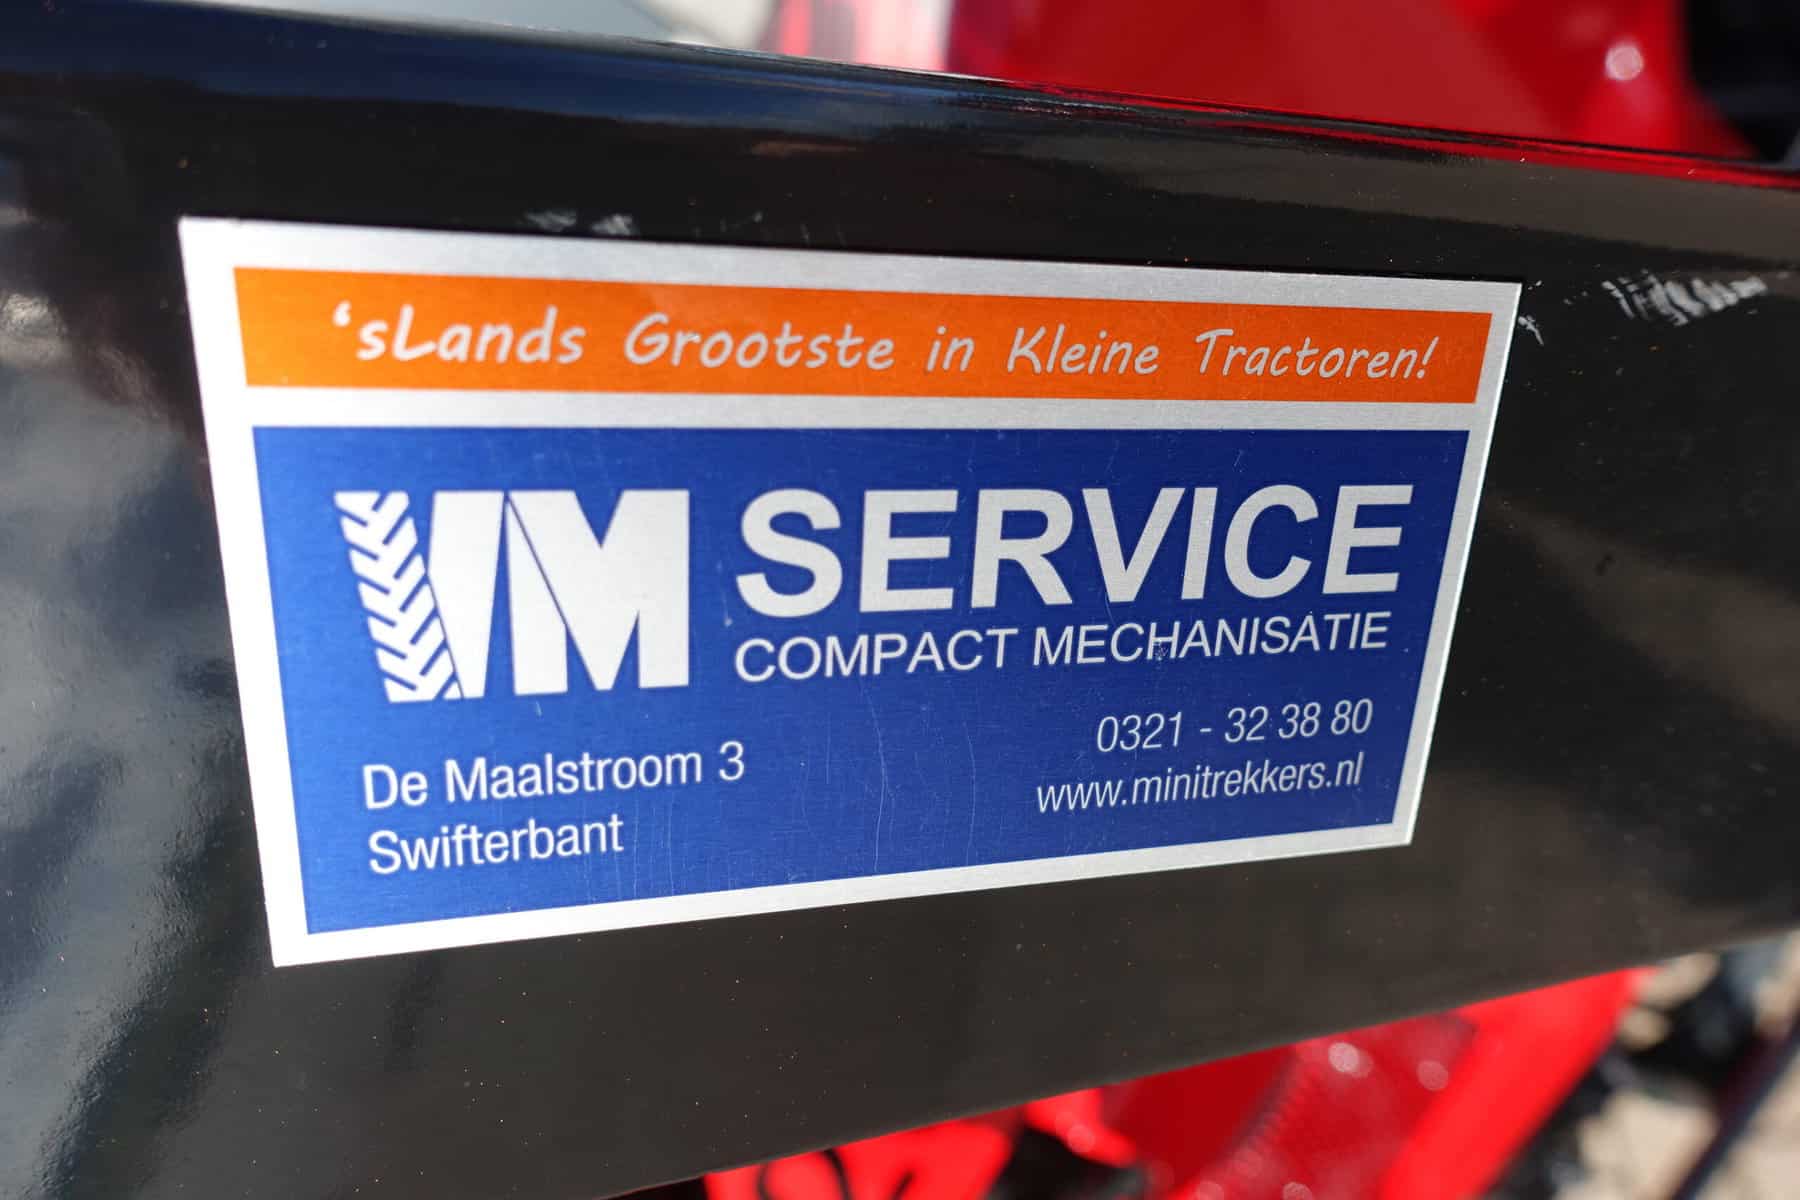 ‘sLands Grootste in Kleine Tractoren!
VM SERVICE
COMPACT MECHANISATIE
De Maalstroom 3
Swifterbant
0321 - 32 38 80
www.minitrekkers.nl